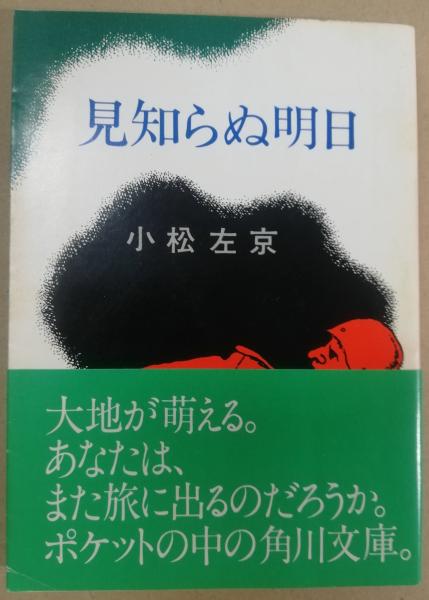 見知らぬ明日
小松左京
大地が萌える。
あなたは、
また旅に出るのだろうか。
ポケットの中の角川文庫。